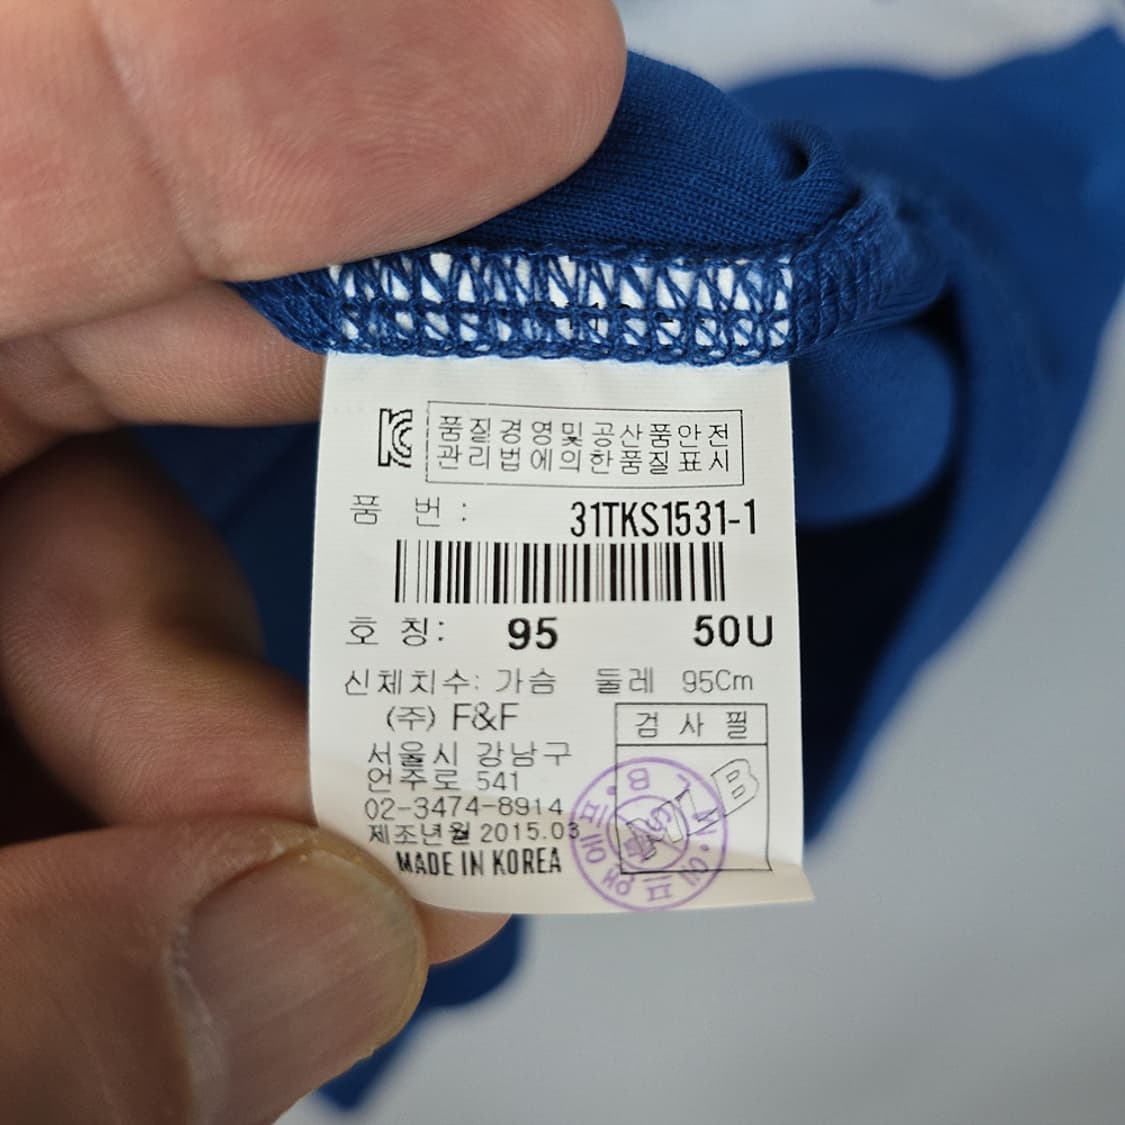 품질경영및공산품안전
관리법에의한품질표시
품 번 : 31TKS1531-1
호 칭: 95 50U
신체치수: 가슴 둘레 95Cm
(주) F&F
검 사 필
서울시 강남구
언주로 541
02-3474-8914
제조년월 2015.03
MADE IN KOREA
MLB